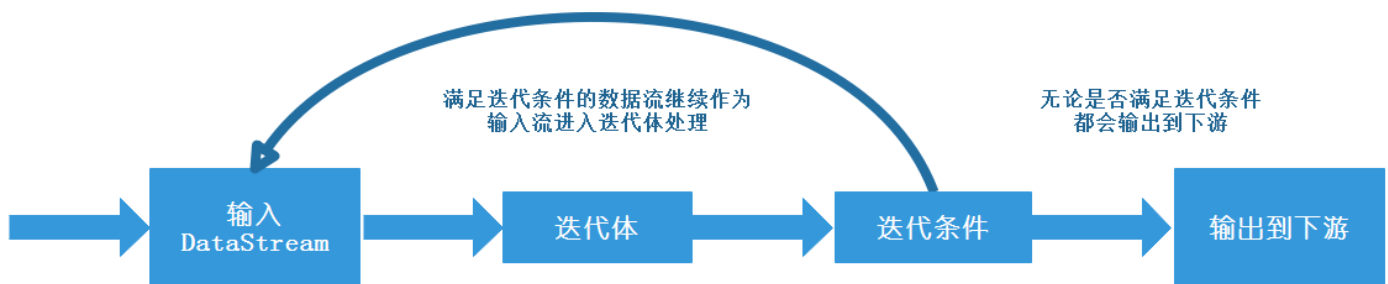 满足迭代条件的数据流继续作为
输入流进入迭代体处理
无论是否满足迭代条件
都会输出到下游
输入
DataStream
迭代体
迭代条件
输出到下游